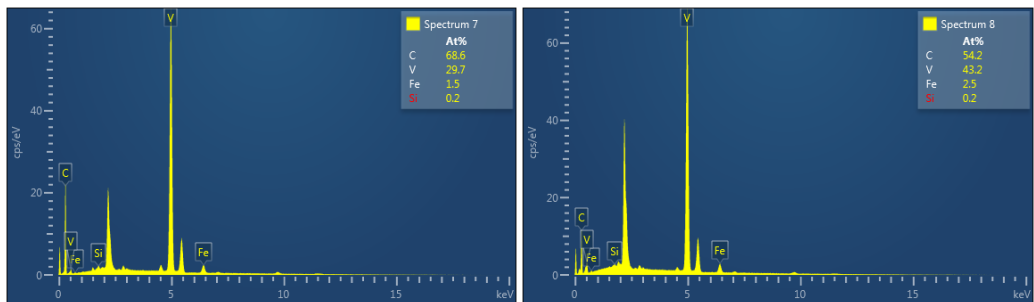 Spectrum 7
At%
C 68.6
V 29.7
Fe 1.5
Si 0.2
60
40
20
0
cps/eV
V
C
V
Fe
Si
Fe
0 5 10 15 keV
Spectrum 8
At%
C 54.2
V 43.2
Fe 2.5
Si 0.2
60
40
20
0
cps/eV
V
C
V
Fe
Si
Fe
0 5 10 15 keV